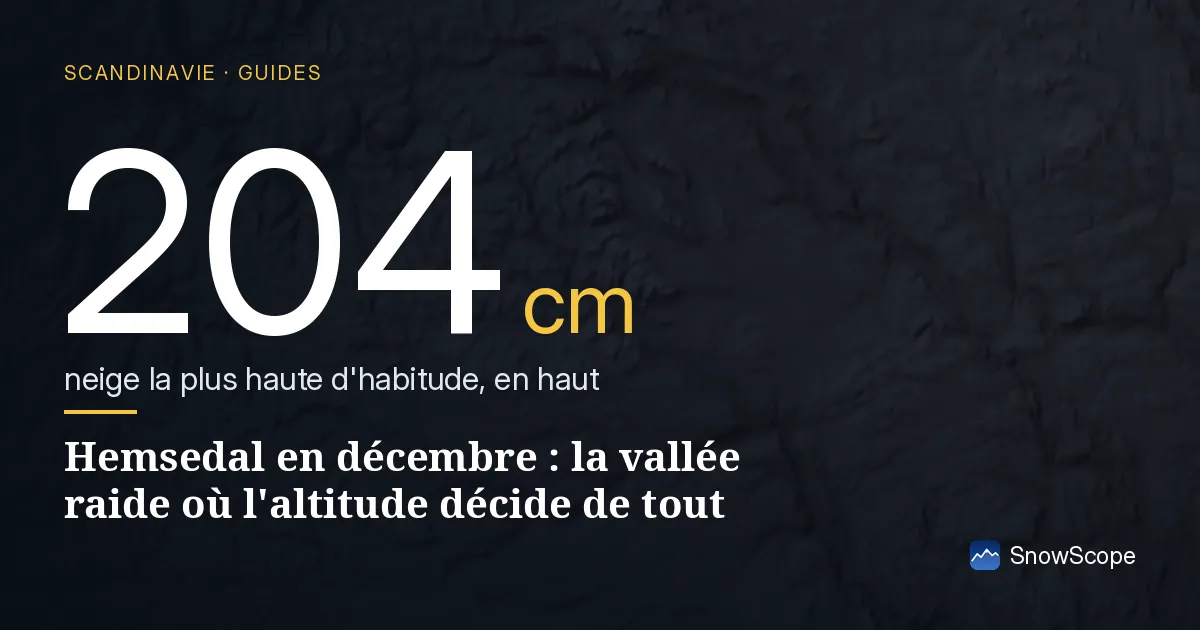 SCANDINAVIE · GUIDES
204 cm
neige la plus haute d'habitude, en haut
Hemsedal en décembre : la vallée
raide où l'altitude décide de tout
SnowScope